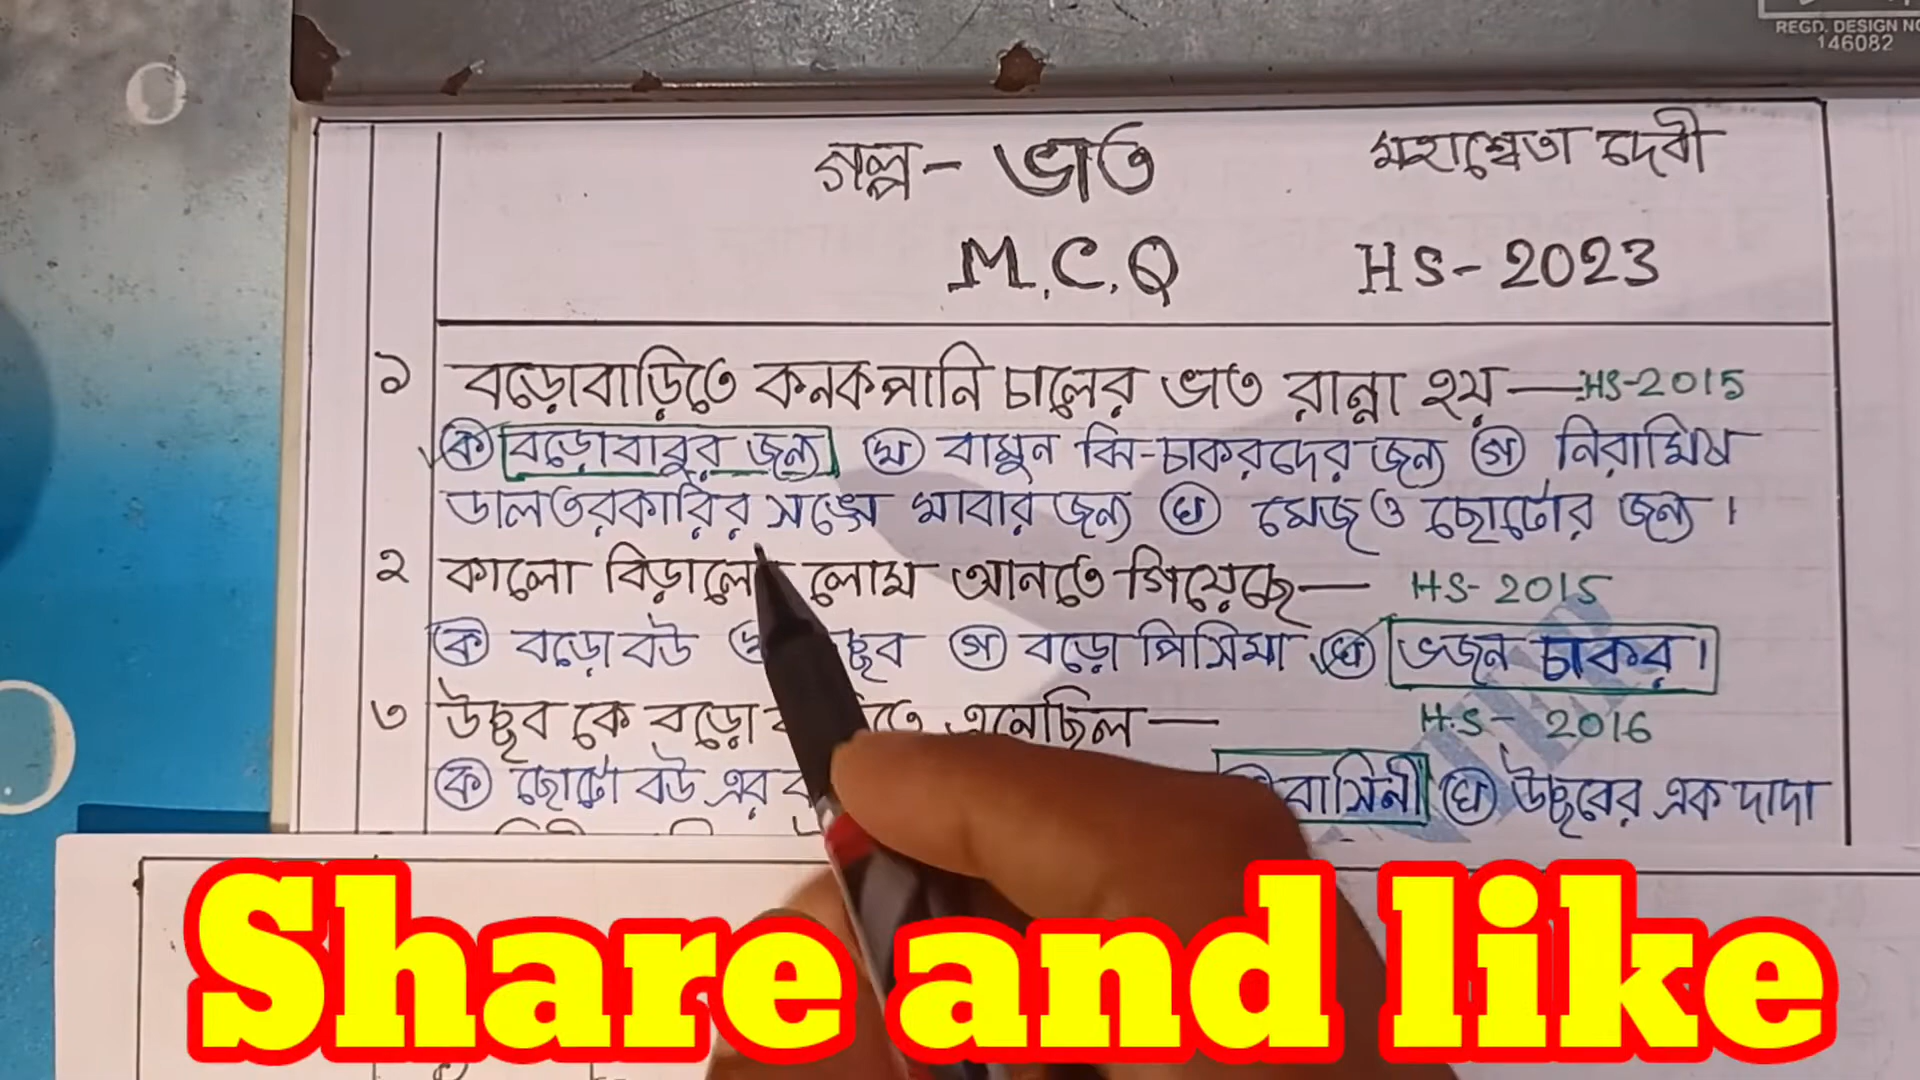 REGD. DESIGN NO
146082
গল্প - ভাত মহাশ্বেতা দেবী
M.C.Q HS-2023
১ বড়োবাড়িতে কনকপানি চালের ভাত রান্না হয় — HS-2015
ক বড়োবাবুর জন্য খ বামুন ঝি-চাকরদের জন্য গ নিরামিষ
ডালতরকারির সঙ্গে খাবার জন্য ঘ মেজ ও ছোটোর জন্য।
২ কালো বিড়ালের লোম আনতে গিয়েছে — HS-2015
ক বড়ো বউ গ বড়ো পিসিমা ঘ ভজন চাকর।
৩ উচ্ছব কে বড়ো এনেছিল — H.S- 2016
ক ছোটো বউ এর বাসিনী ঘ উচ্ছবের এক দাদা
Share and like